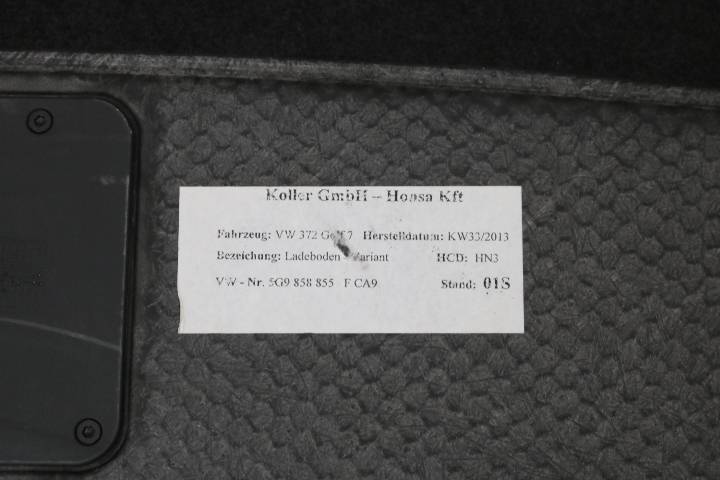 Koller GmbH – Honsa Kft
Fahrzeug: VW 372 Golf 7 Herstelldatum: KW33/2013
Bezeichung: Ladeboden Variant HCD: HN3
VW - Nr. 5G9 858 855 F CA9 Stand: 01S